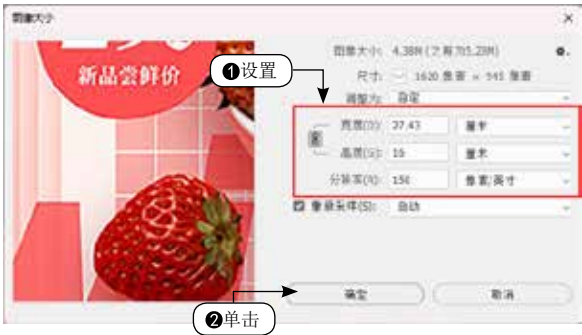 图像大小
图像大小: 4.38M (之前为5.23M)
尺寸: 1620 像素 × 945 像素
新品尝鲜价
❶设置
调整为: 自定
宽度(D): 27.43 厘米
高度(G): 16 厘米
分辨率(R): 150 像素/英寸
重新采样(S): 自动
确定
取消
❷单击